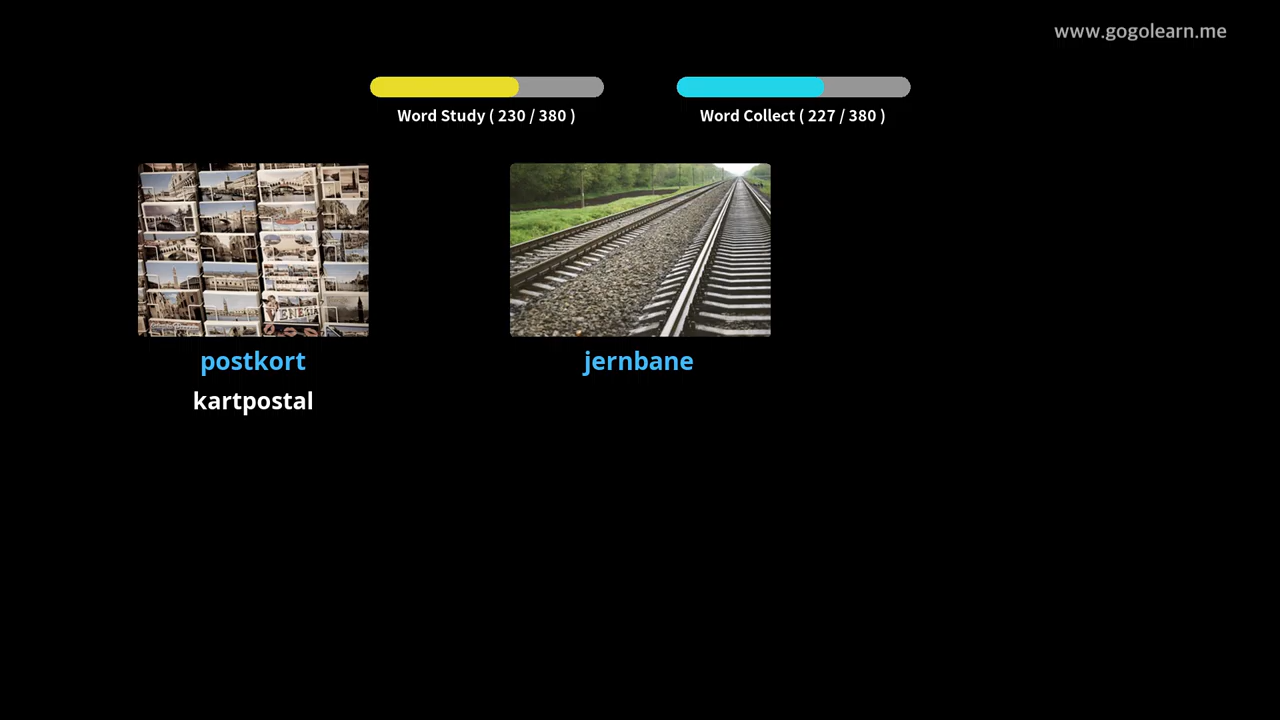 www.gogolearn.me
Word Study ( 230 / 380 )
Word Collect ( 227 / 380 )
postkort
jernbane
kartpostal